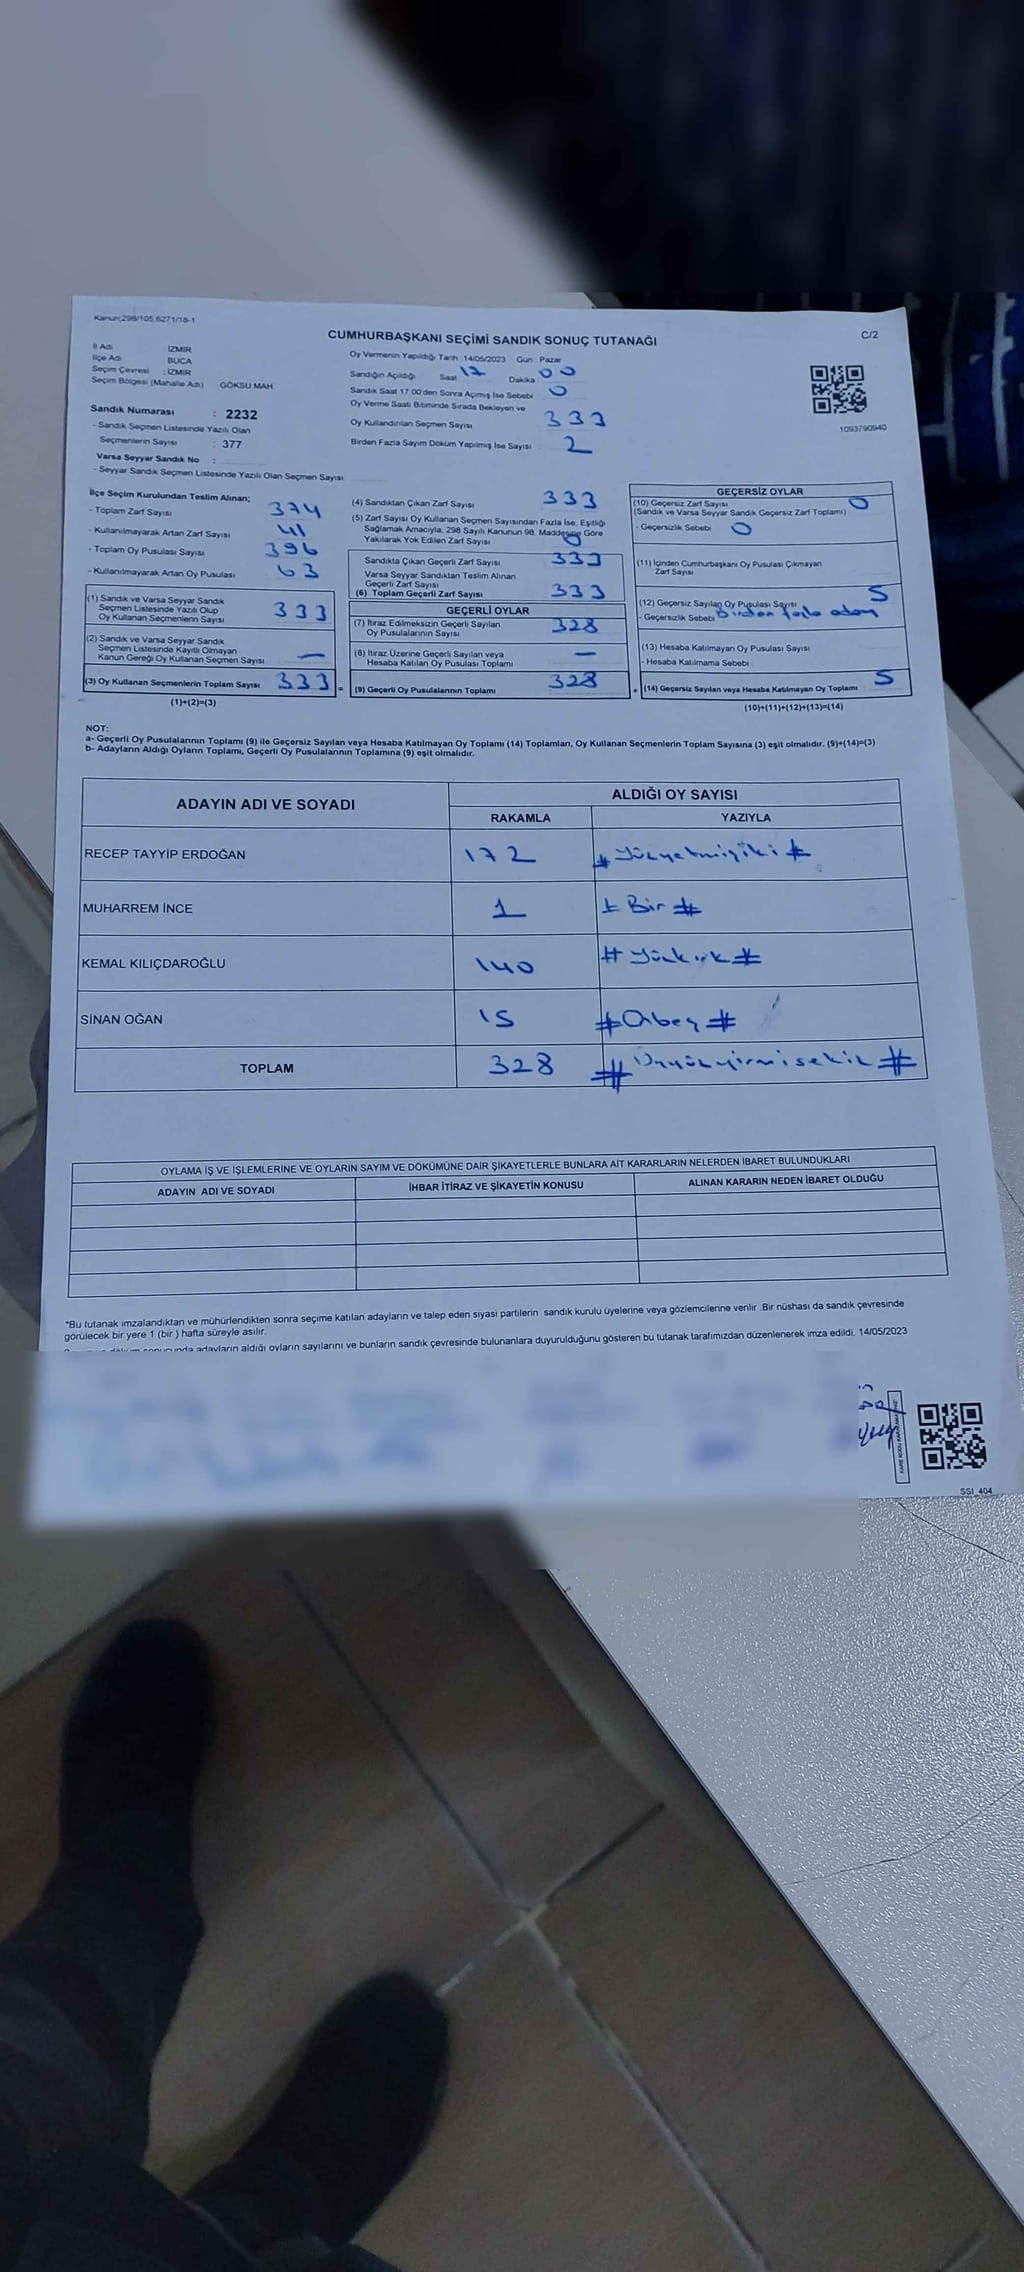 Kanun;298/105,6271/18-1
C/2
CUMHURBAŞKANI SEÇİMİ SANDIK SONUÇ TUTANAĞI
İl Adı : İZMİR
İlçe Adı : BUCA
Seçim Çevresi : İZMİR
Seçim Bölgesi (Mahalle Adı) GÖKSU MAH.
Sandık Numarası : 2232
- Sandık Seçmen Listesinde Yazılı Olan
Seçmenlerin Sayısı : 377
Varsa Seyyar Sandık No :
- Seyyar Sandık Seçmen Listesinde Yazılı Olan Seçmen Sayısı
Oy Vermenin Yapıldığı Tarih 14/05/2023 Gün : Pazar
Sandığın Açıldığı Saat 17 Dakika 00
Sandık Saat 17:00'den Sonra Açımış İse Sebebi 0
Oy Verme Saati Bitiminde Sırada Bekleyen ve
Oy Kullandırılan Seçmen Sayısı 333
Birden Fazla Sayım Döküm Yapılmış İse Sayısı 2
1093790940
İlçe Seçim Kurulundan Teslim Alınan;
- Toplam Zarf Sayısı 374
- Kullanılmayarak Artan Zarf Sayısı 41
- Toplam Oy Pusulası Sayısı 396
- Kullanılmayarak Artan Oy Pusulası 63
(1) Sandık ve Varsa Seyyar Sandık
Seçmen Listesinde Yazılı Olup
Oy Kullanan Seçmenlerin Sayısı 333
(2) Sandık ve Varsa Seyyar Sandık
Seçmen Listesinde Kayıtlı Olmayan
Kanun Gereği Oy Kullanan Seçmen Sayısı —
(3) Oy Kullanan Seçmenlerin Toplam Sayısı 333 =
(1)+(2)=(3)
(4) Sandıktan Çıkan Zarf Sayısı 333
(5) Zarf Sayısı Oy Kullanan Seçmen Sayısından Fazla İse, Eşitliği
Sağlamak Amacıyla, 298 Sayılı Kanunun 98. Maddesine Göre
Yakılarak Yok Edilen Zarf Sayısı 0
Sandıkta Çıkan Geçerli Zarf Sayısı 333
Varsa Seyyar Sandıktan Teslim Alınan
Geçerli Zarf Sayısı
(6) Toplam Geçerli Zarf Sayısı 333
GEÇERLİ OYLAR
(7) İtiraz Edilmeksizin Geçerli Sayılan
Oy Pusulalarının Sayısı 328
(8) İtiraz Üzerine Geçerli Sayılan veya
Hesaba Katılan Oy Pusulası Toplamı —
(9) Geçerli Oy Pusulalarının Toplamı 328 +
GEÇERSİZ OYLAR
(10) Geçersiz Zarf Sayısı 0
(Sandık ve Varsa Seyyar Sandık Geçersiz Zarf Toplamı)
- Geçersizlik Sebebi 0
(11) İçinden Cumhurbaşkanı Oy Pusulası Çıkmayan
Zarf Sayısı
(12) Geçersiz Sayılan Oy Pusulası Sayısı 5
- Geçersizlik Sebebi Birden fazla aday
(13) Hesaba Katılmayan Oy Pusulası Sayısı
- Hesaba Katılmama Sebebi
(14) Geçersiz Sayılan veya Hesaba Katılmayan Oy Toplamı 5
(10)+(11)+(12)+(13)=(14)
NOT:
a- Geçerli Oy Pusulalarının Toplamı (9) ile Geçersiz Sayılan veya Hesaba Katılmayan Oy Toplamı (14) Toplamları, Oy Kullanan Seçmenlerin Toplam Sayısına (3) eşit olmalıdır. (9)+(14)=(3)
b- Adayların Aldığı Oyların Toplamı, Geçerli Oy Pusulalarının Toplamına (9) eşit olmalıdır.
ADAYIN ADI VE SOYADI
ALDIĞI OY SAYISI
RAKAMLA YAZIYLA
RECEP TAYYİP ERDOĞAN 172 # Yüzyetmişiki #
MUHARREM İNCE 1 # Bir #
KEMAL KILIÇDAROĞLU 140 # Yüzkırk #
SİNAN OĞAN 15 # Onbeş #
TOPLAM 328 # Üçyüzyirmisekiz #
OYLAMA İŞ VE İŞLEMLERİNE VE OYLARIN SAYIM VE DÖKÜMÜNE DAİR ŞİKAYETLERLE BUNLARA AİT KARARLARIN NELERDEN İBARET BULUNDUKLARI
ADAYIN ADI VE SOYADI İHBAR İTİRAZ VE ŞİKAYETİN KONUSU ALINAN KARARIN NEDEN İBARET OLDUĞU
*Bu tutanak imzalandıktan ve mühürlendikten sonra seçime katılan adayların ve talep eden siyasi partilerin sandık kurulu üyelerine veya gözlemcilerine verilir. Bir nüshası da sandık çevresinde
görülecek bir yere 1 (bir ) hafta süreyle asılır.
adayların aldığı oyların sayılarını ve bunların sandık çevresinde bulunanlara duyurulduğunu gösteren bu tutanak tarafımızdan düzenlenerek imza edildi. 14/05/2023
SSI_404